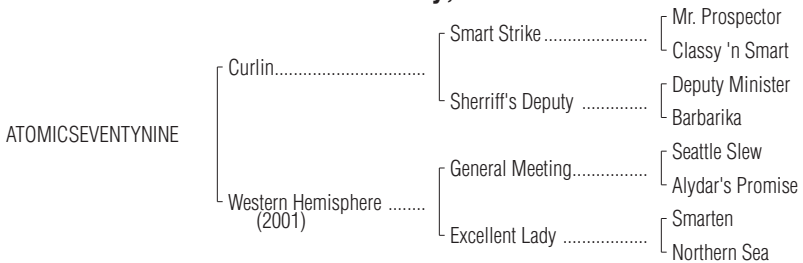 Mr. Prospector
Smart Strike......................
Classy 'n Smart
Curlin................................
Deputy Minister
Sherriff's Deputy ..............
Barbarika
ATOMICSEVENTYNINE
Seattle Slew
General Meeting................
Alydar's Promise
Western Hemisphere ........
(2001)
Smarten
Excellent Lady ..................
Northern Sea